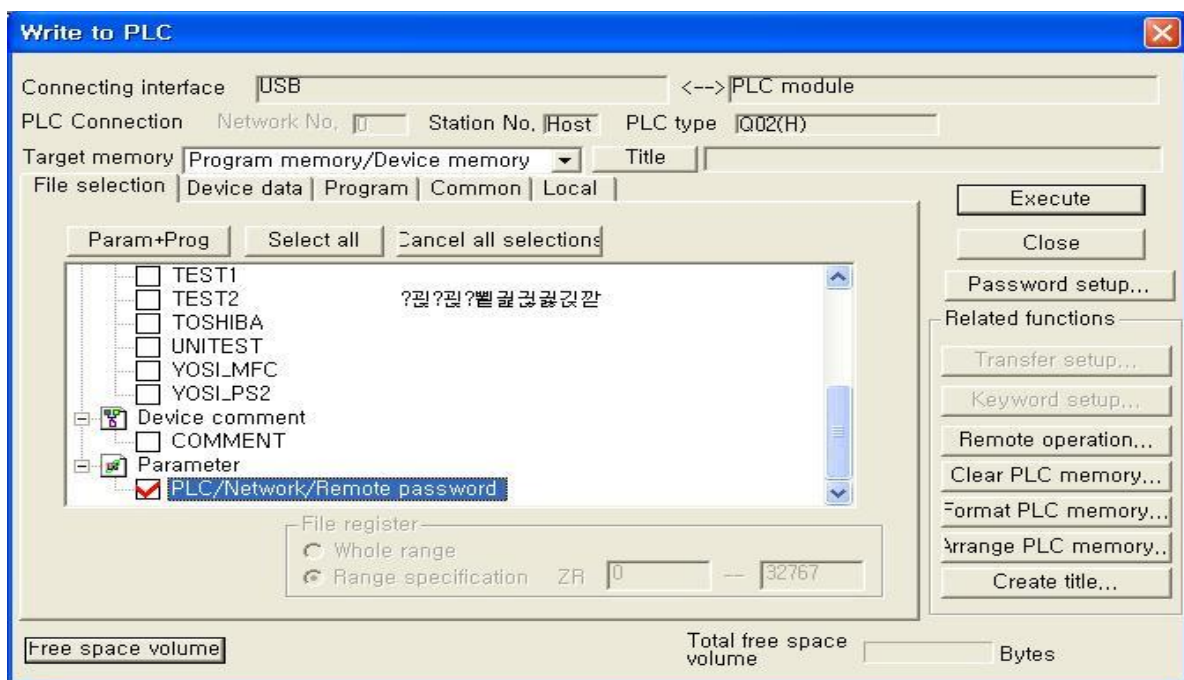 Write to PLC
Connecting interface USB <--> PLC module
PLC Connection Network No. 0 Station No. Host PLC type Q02(H)
Target memory Program memory/Device memory Title
File selection Device data Program Common Local
Execute
Param+Prog Select all Cancel all selections
Close
TEST1
Password setup...
TEST2
TOSHIBA
Related functions
UNITEST
Transfer setup...
YOSI_MFC
YOSI_PS2
Keyword setup...
Device comment
COMMENT
Remote operation...
Parameter
Clear PLC memory...
PLC/Network/Remote password
Format PLC memory...
File register
Whole range
Arrange PLC memory..
Range specification ZR 0 -- 32767
Create title...
Free space volume
Total free space
volume Bytes